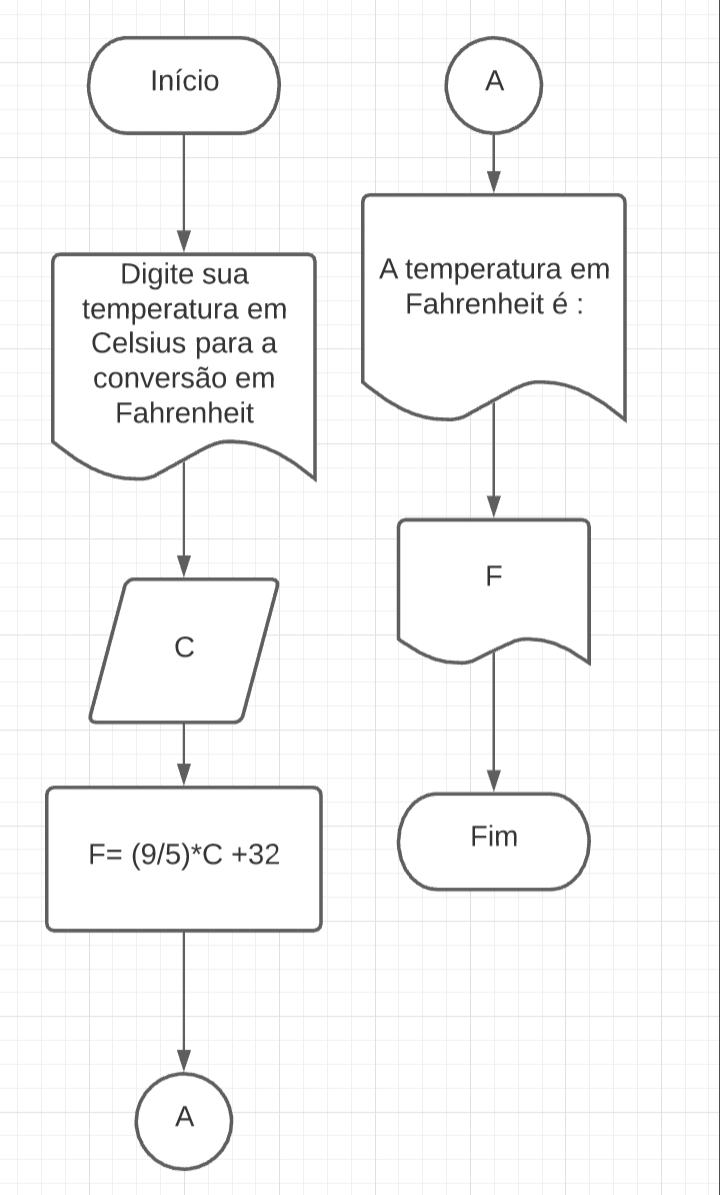 Início
Digite sua
temperatura em
Celsius para a
conversão em
Fahrenheit
C
F= (9/5)*C +32
A
A
A temperatura em
Fahrenheit é :
F
Fim